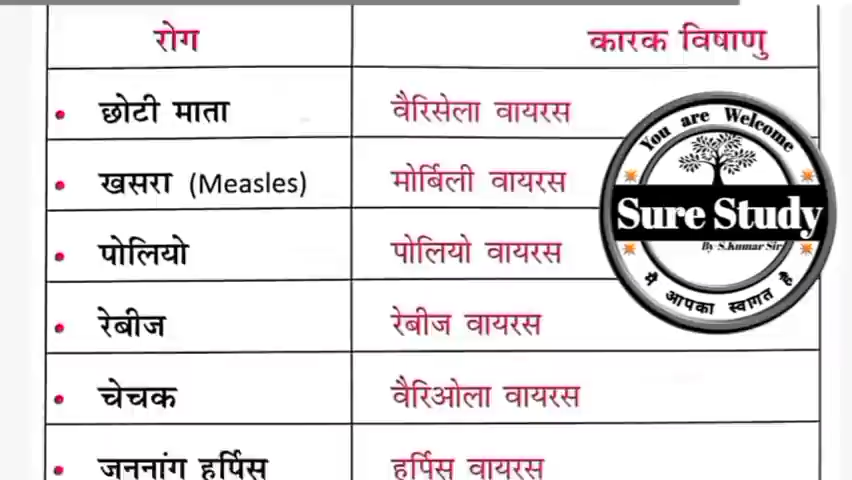 रोग कारक विषाणु
• छोटी माता वैरिसेला वायरस
• खसरा (Measles) मोर्बिली वायरस
• पोलियो पोलियो वायरस
• रेबीज रेबीज वायरस
• चेचक वैरिओला वायरस
• जननांग हर्पिस हर्पिस वायरस
You are Welcome
Sure Study
By S.Kumar Sir
मै आपका स्वागत है